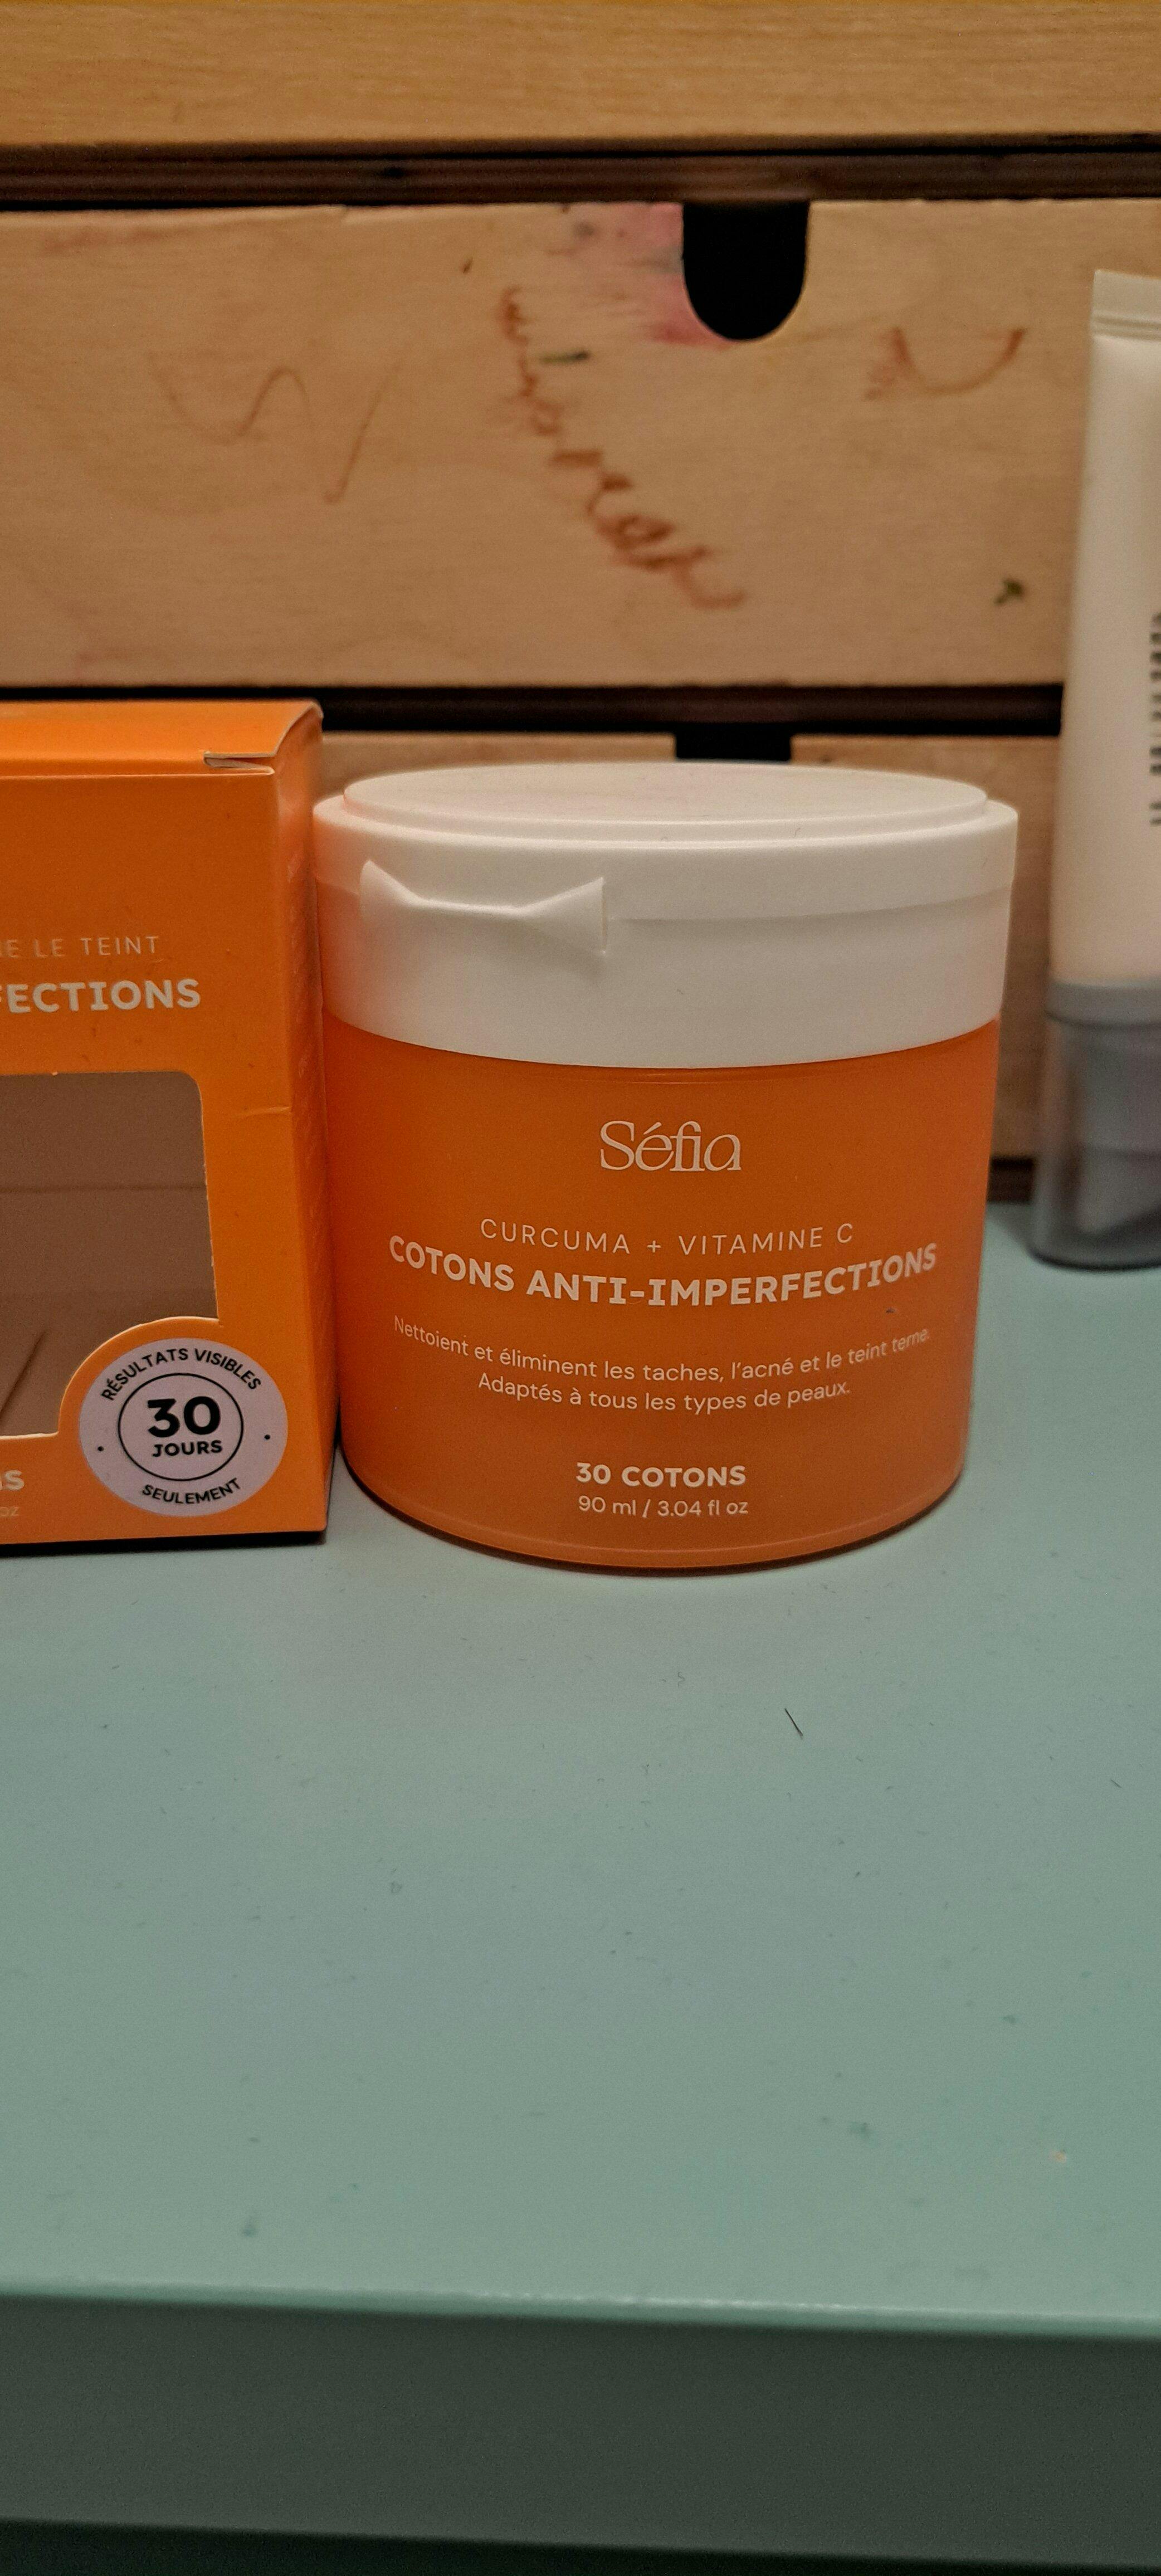 E LE TEINT
FECTIONS
RÉSULTATS VISIBLES
30
JOURS
SEULEMENT
Séfia
CURCUMA + VITAMINE C
COTONS ANTI-IMPERFECTIONS
Nettoient et éliminent les taches, l'acné et le teint terne.
Adaptés à tous les types de peaux.
30 COTONS
90 ml / 3.04 fl oz